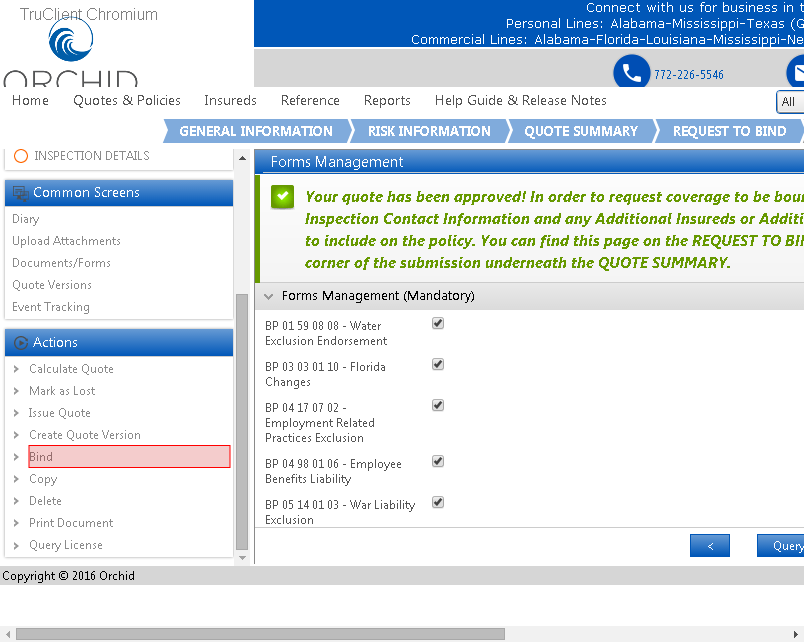 TruClient Chromium
ORCHID
Connect with us for business in
Personal Lines: Alabama-Mississippi-Texas
Commercial Lines: Alabama-Florida-Louisiana-Mississippi-Ne
772-226-5546
Home Quotes & Policies Insureds Reference Reports Help Guide & Release Notes
All
GENERAL INFORMATION RISK INFORMATION QUOTE SUMMARY REQUEST TO BIND
INSPECTION DETAILS
Common Screens
Diary
Upload Attachments
Documents/Forms
Quote Versions
Event Tracking
Actions
Calculate Quote
Mark as Lost
Issue Quote
Create Quote Version
Bind
Copy
Delete
Print Document
Query License
Forms Management
Your quote has been approved! In order to request coverage to be bou
Inspection Contact Information and any Additional Insureds or Additi
to include on the policy. You can find this page on the REQUEST TO BI
corner of the submission underneath the QUOTE SUMMARY.
Forms Management (Mandatory)
BP 01 59 08 08 - Water
Exclusion Endorsement
BP 03 03 01 10 - Florida
Changes
BP 04 17 07 02 -
Employment Related
Practices Exclusion
BP 04 98 01 06 - Employee
Benefits Liability
BP 05 14 01 03 - War Liability
Exclusion
< Query
Copyright © 2016 Orchid